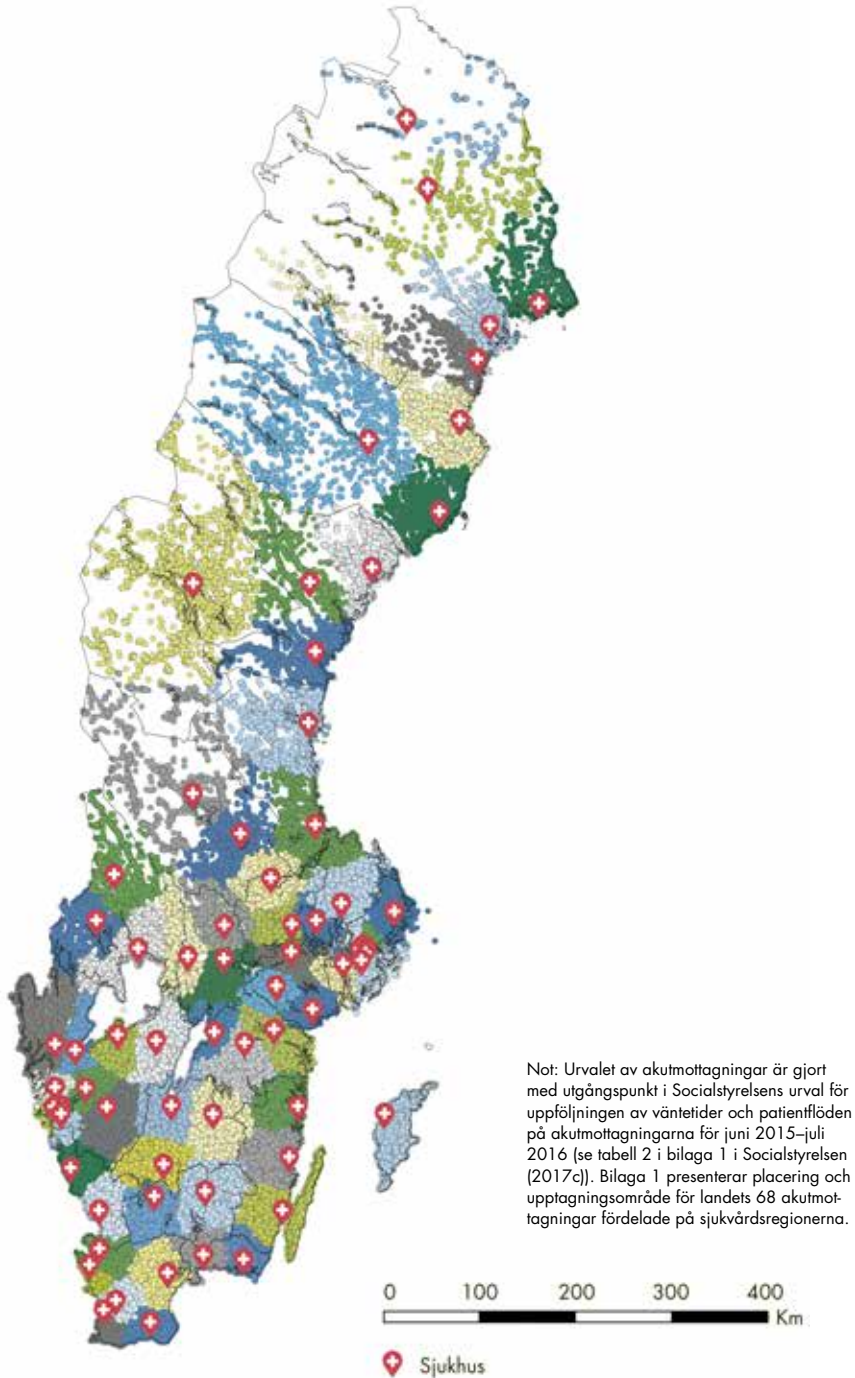 Not: Urvalet av akutmottagningar är gjort
med utgångspunkt i Socialstyrelsens urval för
uppföljningen av väntetider och patientflöden
på akutmottagningarna för juni 2015–juli
2016 (se tabell 2 i bilaga 1 i Socialstyrelsen
(2017c)). Bilaga 1 presenterar placering och
upptagningsområde för landets 68 akutmot-
tagningar fördelade på sjukvårdsregionerna.
0 100 200 300 400
Km
Sjukhus